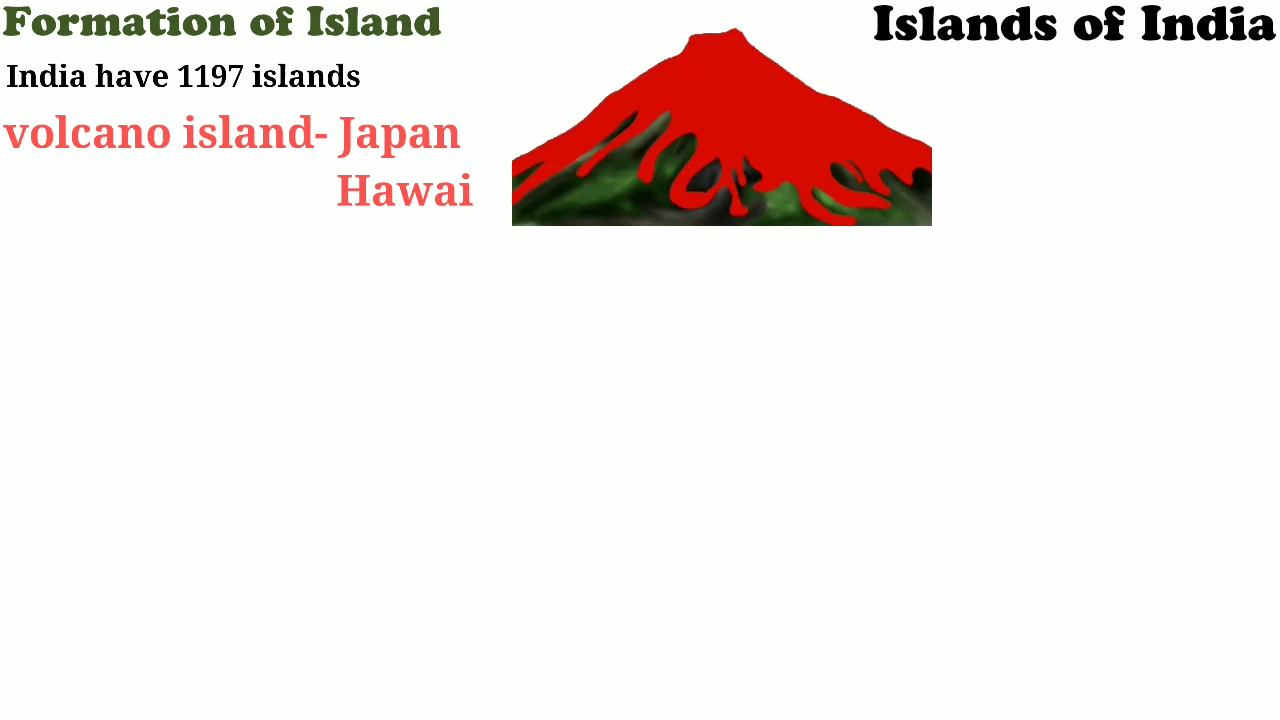 Formation of Island
Islands of India
India have 1197 islands
volcano island- Japan
Hawai